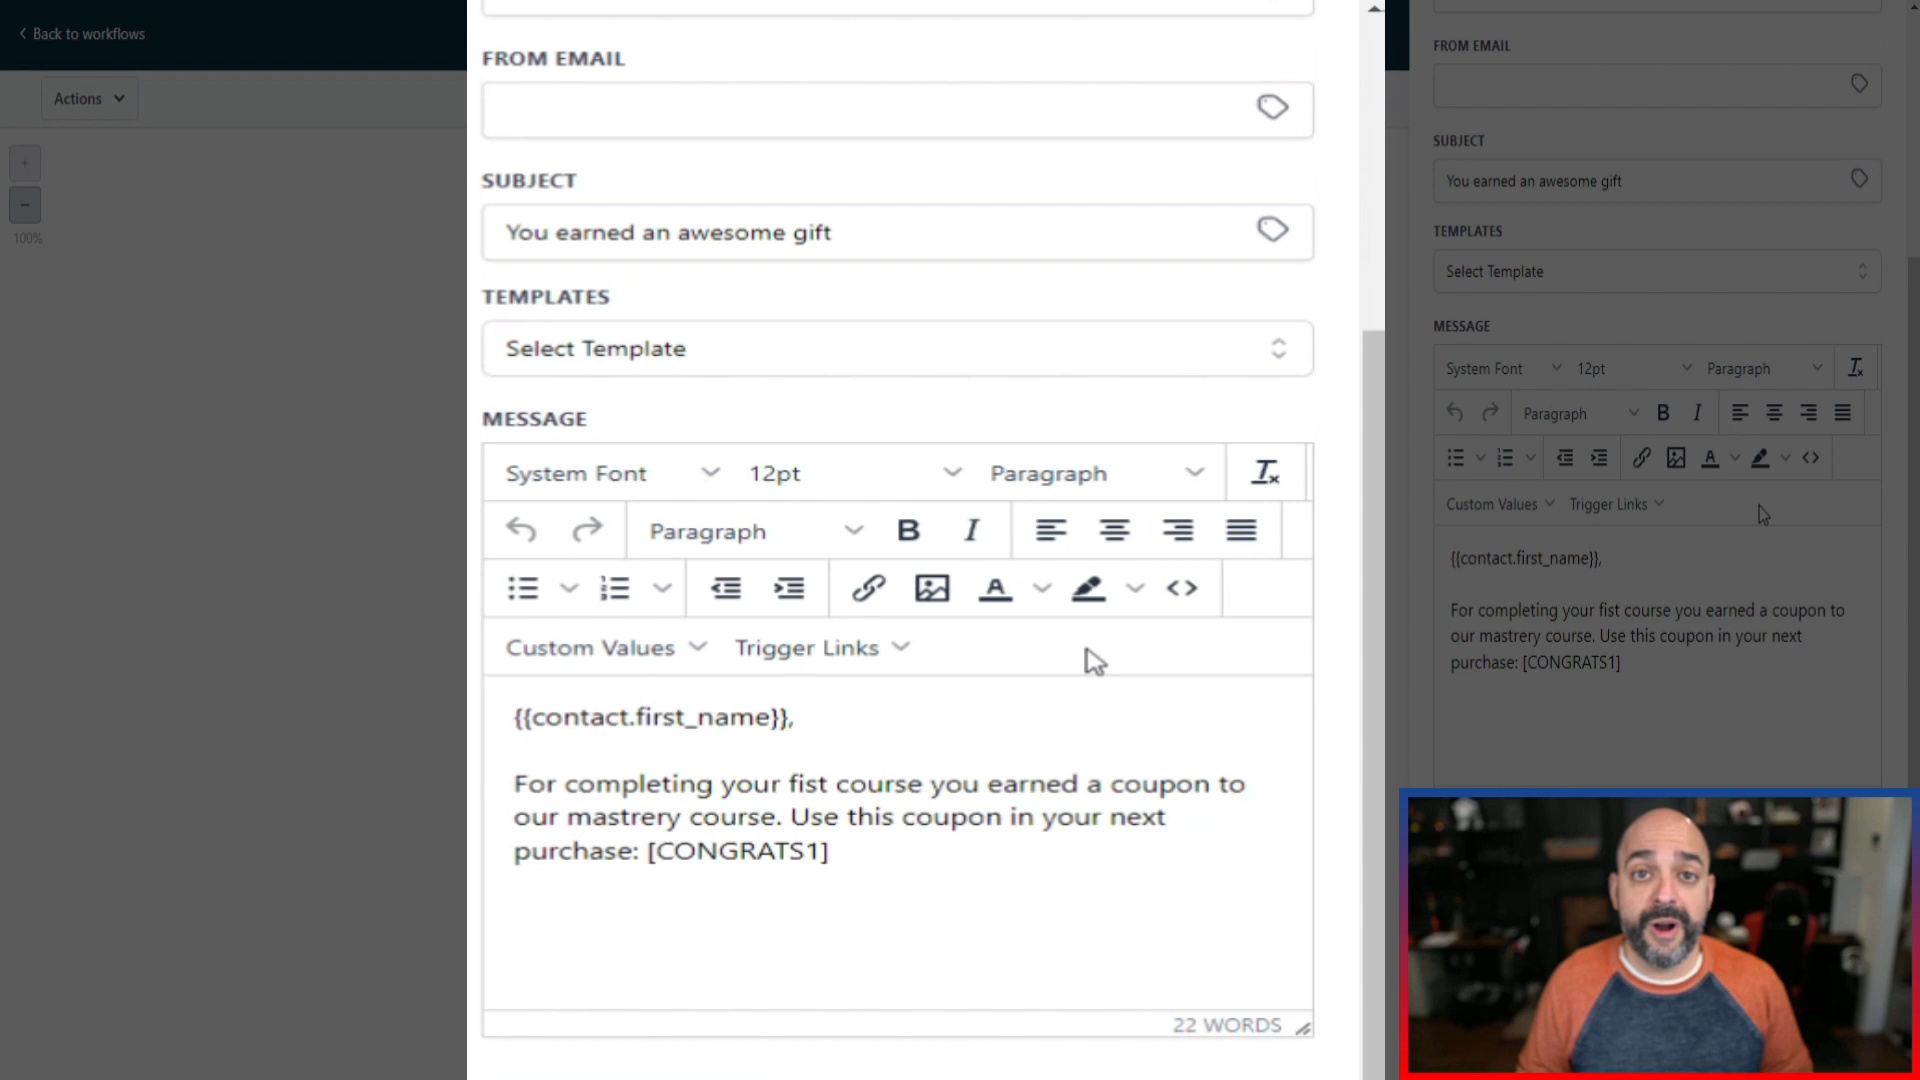 Back to workflows
Actions
100%
FROM EMAIL
SUBJECT
You earned an awesome gift
TEMPLATES
Select Template
MESSAGE
System Font 12pt Paragraph
Paragraph B I
Custom Values Trigger Links
{{contact.first_name}},
For completing your fist course you earned a coupon to
our mastrery course. Use this coupon in your next
purchase: [CONGRATS1]
22 WORDS
FROM EMAIL
SUBJECT
You earned an awesome gift
TEMPLATES
Select Template
MESSAGE
System Font 12pt Paragraph
Paragraph B I
Custom Values Trigger Links
{{contact.first_name}},
For completing your fist course you earned a coupon to
our mastrery course. Use this coupon in your next
purchase: [CONGRATS1]